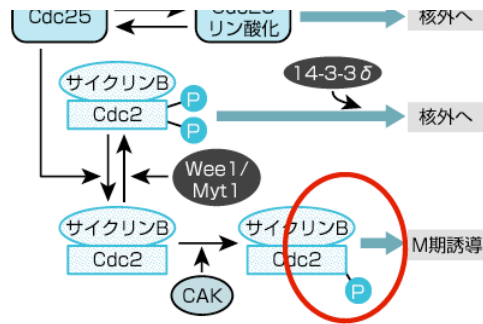 Cdc25
Cdc25
リン酸化
核外へ
14-3-3δ
サイクリンB
Cdc2
P
P
核外へ
Wee1/
Myt1
サイクリンB
Cdc2
サイクリンB
Cdc2
P
M期誘導
CAK